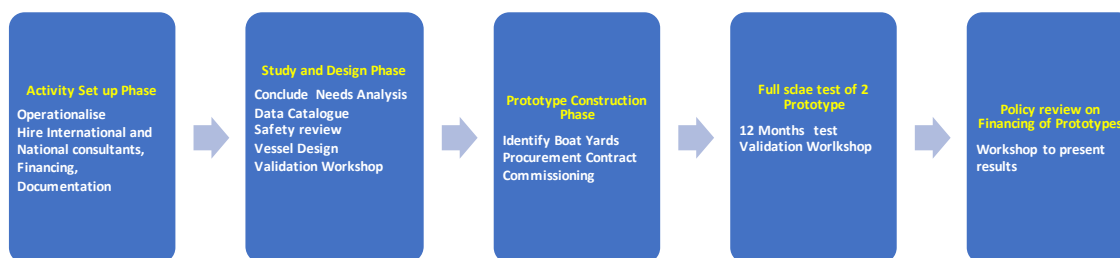 Activity Set up Phase
Operationalise
Hire International and
National consultants,
Financing,
Documentation
Study and Design Phase
Conclude Needs Analysis
Data Catalogue
Safety review
Vessel Design
Validation Workshop
Prototype Construction
Phase
Identify Boat Yards
Procurement Contract
Commissioning
Full sclae test of 2
Prototype
12 Months test
Validation Worlkshop
Policy review on
Financing of Prototypes
Workshop to present
results